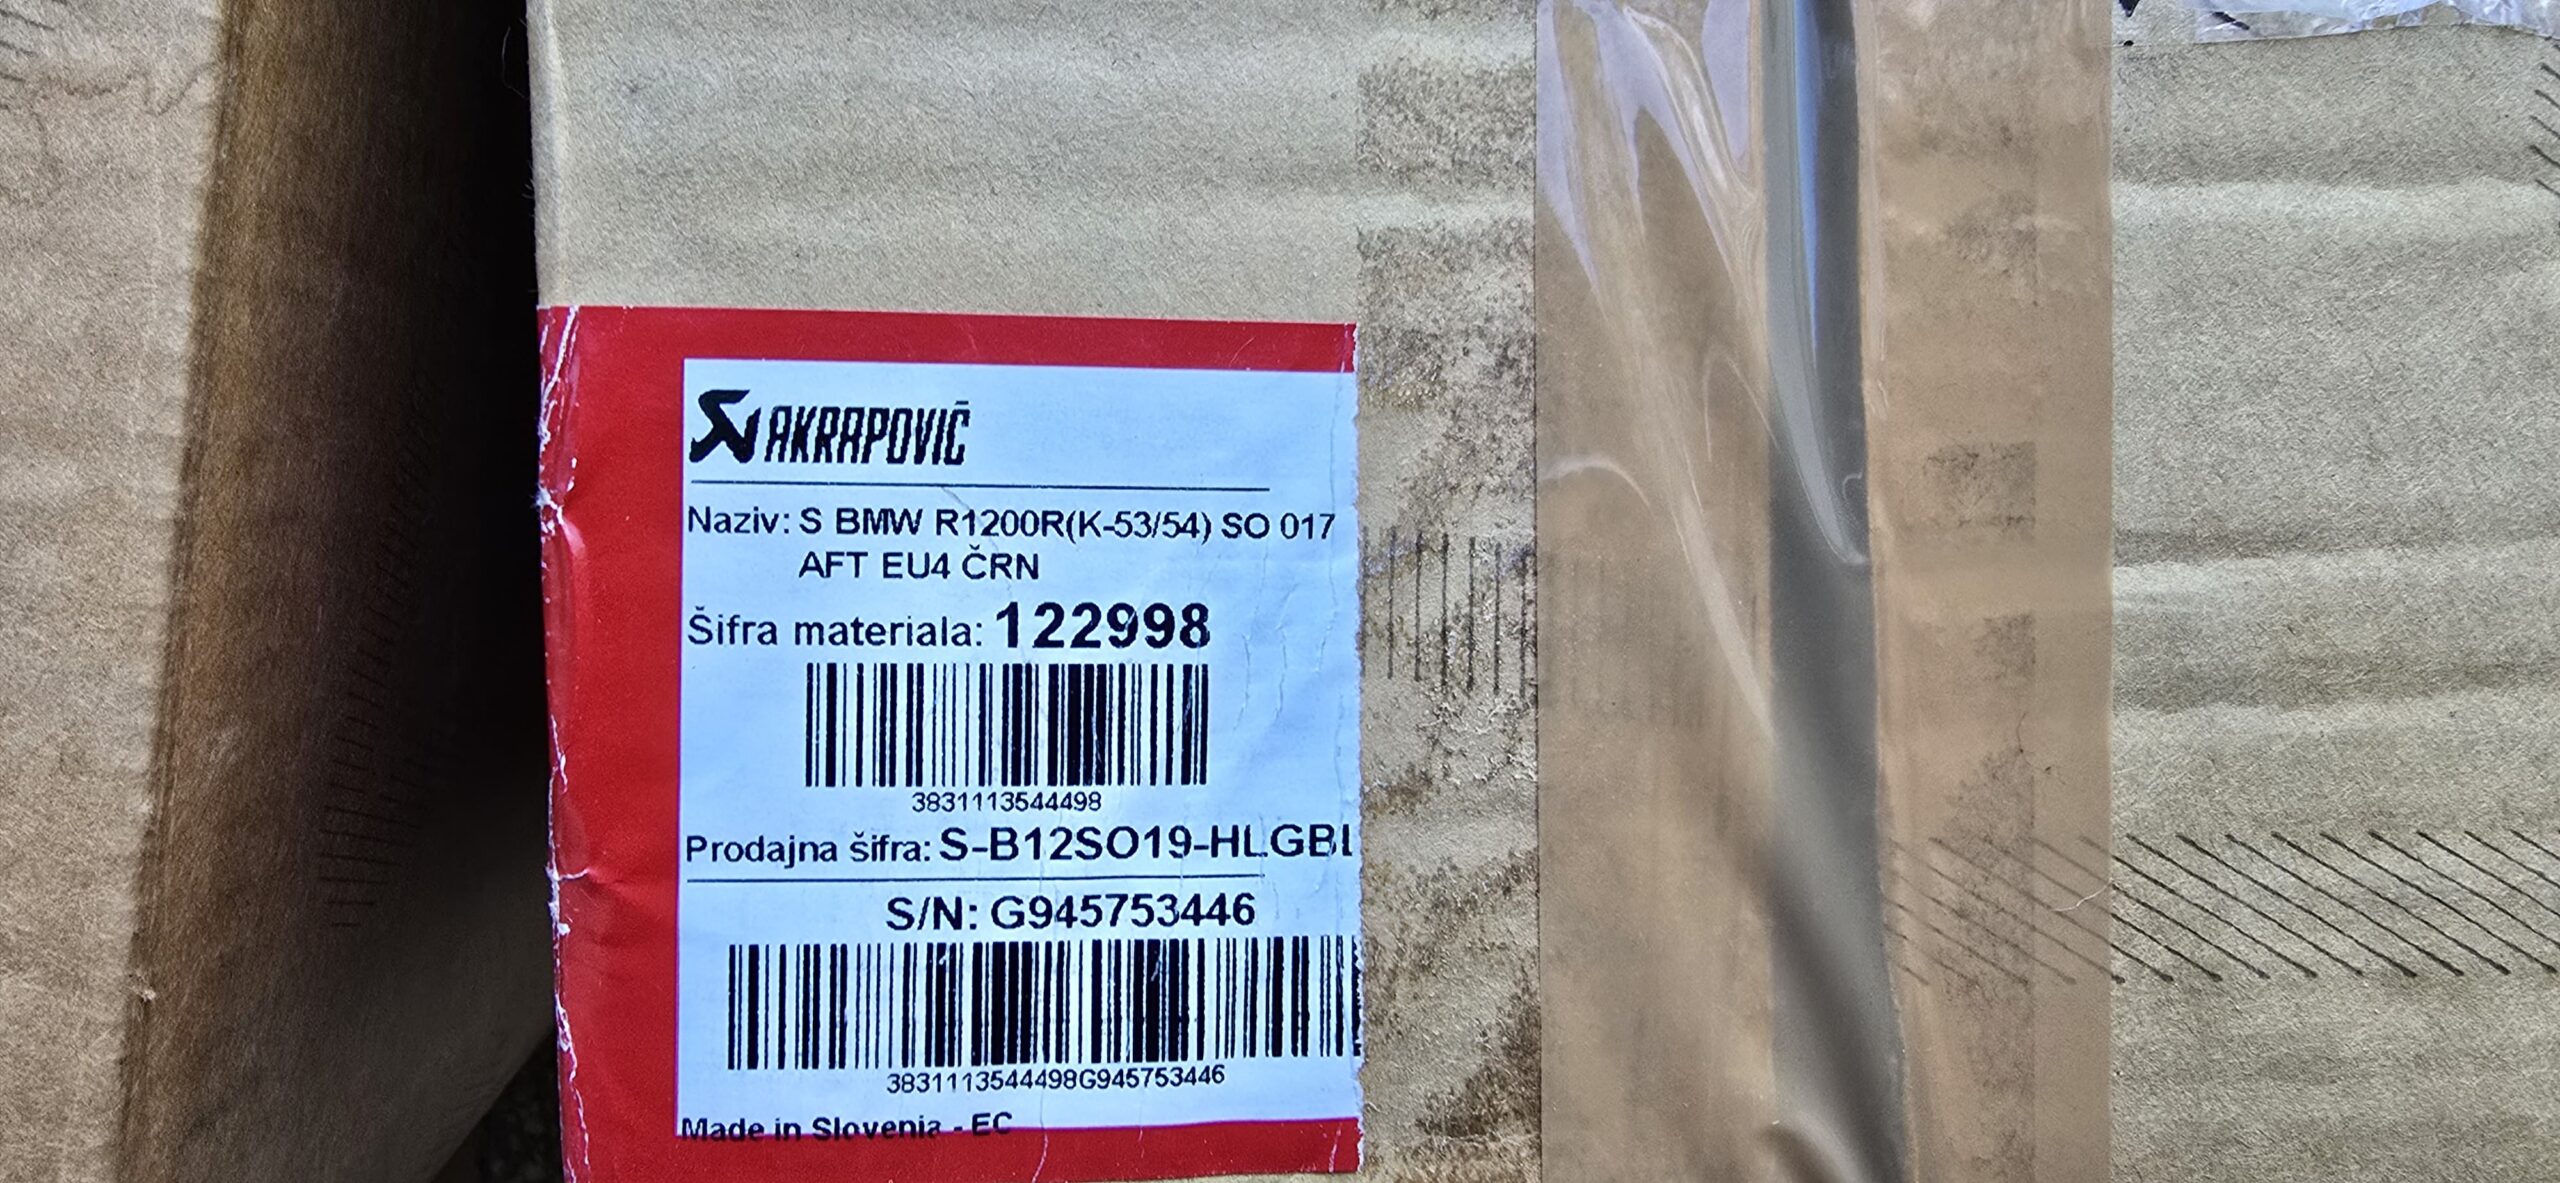 AKRAPOVIČ
Naziv: S BMW R1200R(K-53/54) SO 017
AFT EU4 ČRN
Šifra materiala: 122998
3831113544498
Prodajna šifra: S-B12SO19-HLGBL
S/N: G945753446
3831113544498G945753446
Made in Slovenia - EC